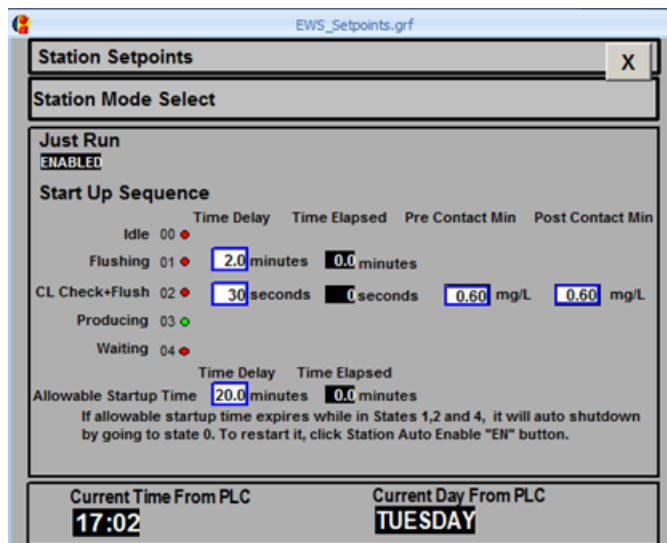 EWS_Setpoints.grf
Station Setpoints
X
Station Mode Select
Just Run
ENABLED
Start Up Sequence
Time Delay Time Elapsed Pre Contact Min Post Contact Min
Idle 00
Flushing 01 2.0 minutes 0.0 minutes
CL Check+Flush 02 30 seconds 0 seconds 0.60 mg/L 0.60 mg/L
Producing 03
Waiting 04
Time Delay Time Elapsed
Allowable Startup Time 20.0 minutes 0.0 minutes
If allowable startup time expires while in States 1,2 and 4, it will auto shutdown
by going to state 0. To restart it, click Station Auto Enable "EN" button.
Current Time From PLC Current Day From PLC
17:02 TUESDAY